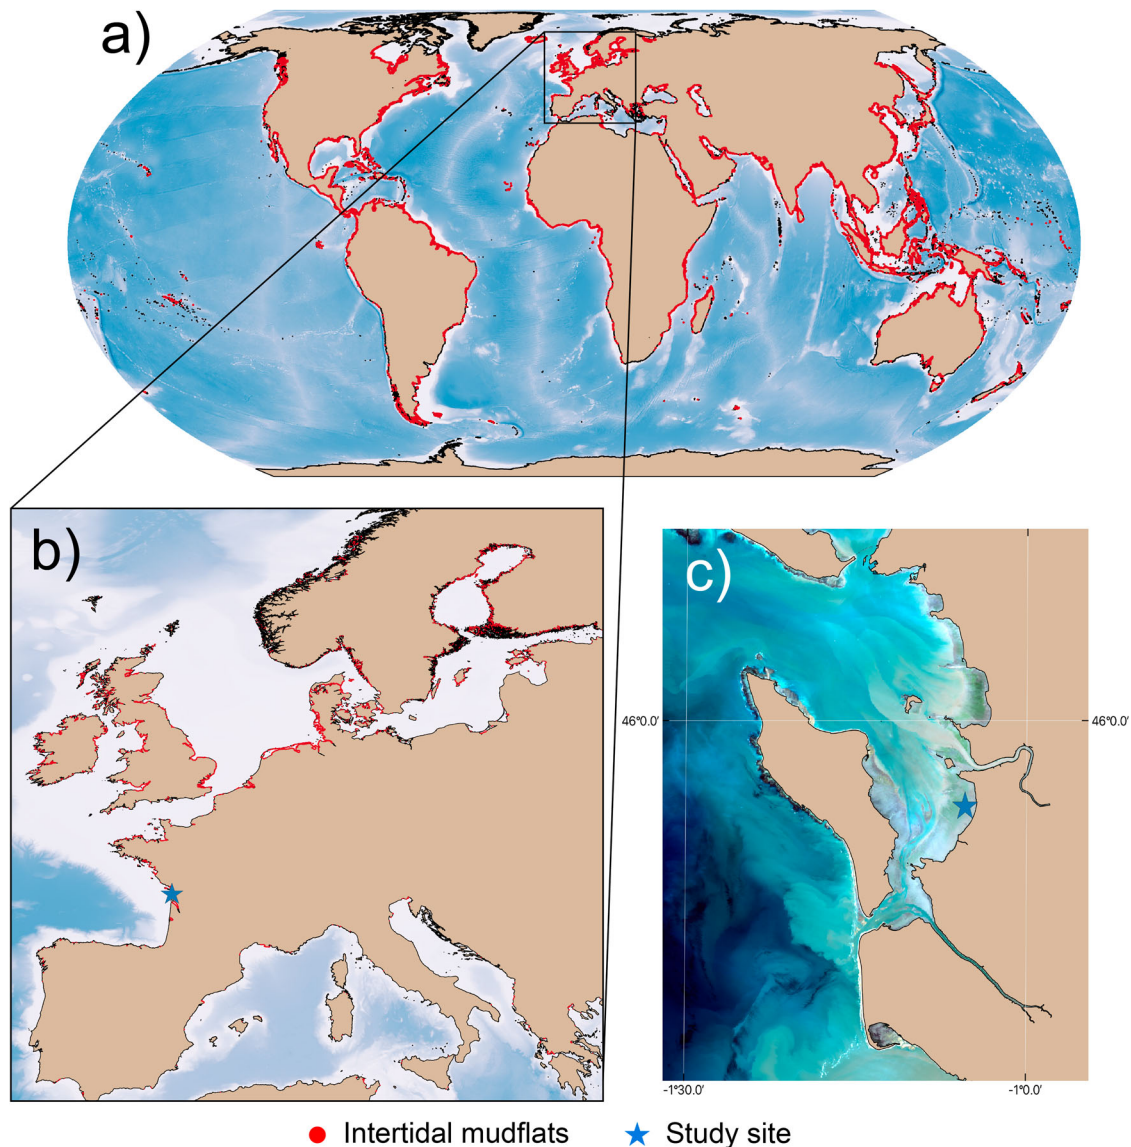 a)
b)
c)
46°0.0'
46°0.0'
-1°30.0'
-1°0.0'
Intertidal mudflats
Study site